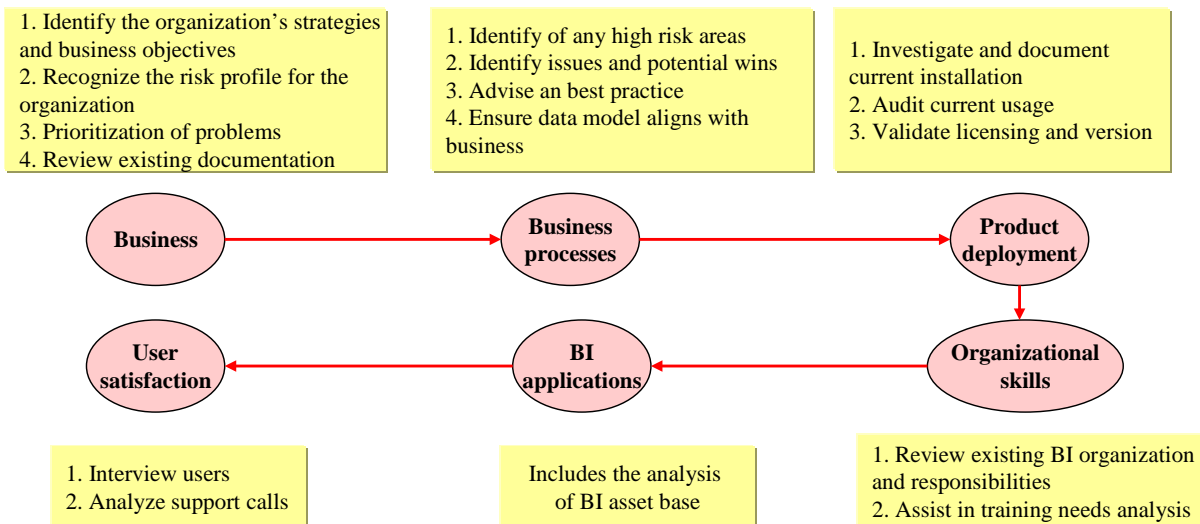 1. Identify the organization’s strategies
and business objectives
2. Recognize the risk profile for the
organization
3. Prioritization of problems
4. Review existing documentation
1. Identify of any high risk areas
2. Identify issues and potential wins
3. Advise an best practice
4. Ensure data model aligns with
business
1. Investigate and document
current installation
2. Audit current usage
3. Validate licensing and version
Business
Business
processes
Product
deployment
User
satisfaction
BI
applications
Organizational
skills
1. Interview users
2. Analyze support calls
Includes the analysis
of BI asset base
1. Review existing BI organization
and responsibilities
2. Assist in training needs analysis